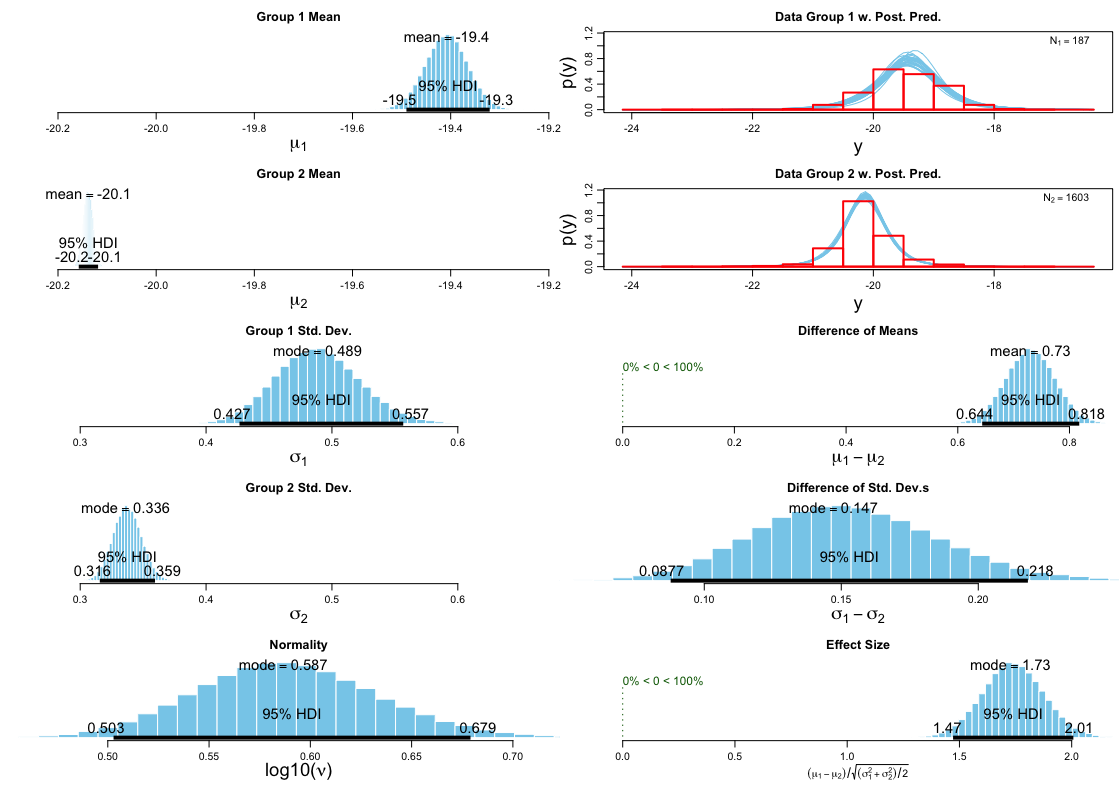 Group 1 Mean
mean = -19.4
95% HDI
-19.5 -19.3
-20.2 -20.0 -19.8 -19.6 -19.4 -19.2
μ1
Data Group 1 w. Post. Pred.
N1 = 187
p(y)
0.0 0.4 0.8 1.2
-24 -22 -20 -18
y
Group 2 Mean
mean = -20.1
95% HDI
-20.2 -20.1
-20.2 -20.0 -19.8 -19.6 -19.4 -19.2
μ2
Data Group 2 w. Post. Pred.
N2 = 1603
p(y)
0.0 0.4 0.8 1.2
-24 -22 -20 -18
y
Group 1 Std. Dev.
mode = 0.489
95% HDI
0.427 0.557
0.3 0.4 0.5 0.6
σ1
Difference of Means
mean = 0.73
0% < 0 < 100%
95% HDI
0.644 0.818
0.0 0.2 0.4 0.6 0.8
μ1 − μ2
Group 2 Std. Dev.
mode = 0.336
95% HDI
0.316 0.359
0.3 0.4 0.5 0.6
σ2
Difference of Std. Dev.s
mode = 0.147
95% HDI
0.0877 0.218
0.10 0.15 0.20
σ1 − σ2
Normality
mode = 0.587
95% HDI
0.503 0.679
0.50 0.55 0.60 0.65 0.70
log10(ν)
Effect Size
mode = 1.73
0% < 0 < 100%
95% HDI
1.47 2.01
0.0 0.5 1.0 1.5 2.0
(μ1 − μ2)/√(σ1² + σ2²)/2